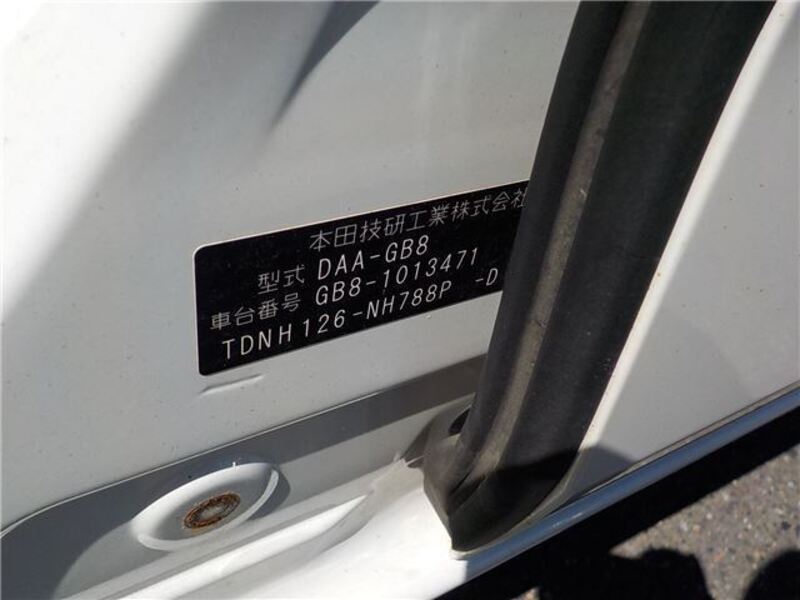 本田技研工業株式会社
型式 DAA-GB8
車台番号 GB8-1013471
TDNH126-NH788P -D